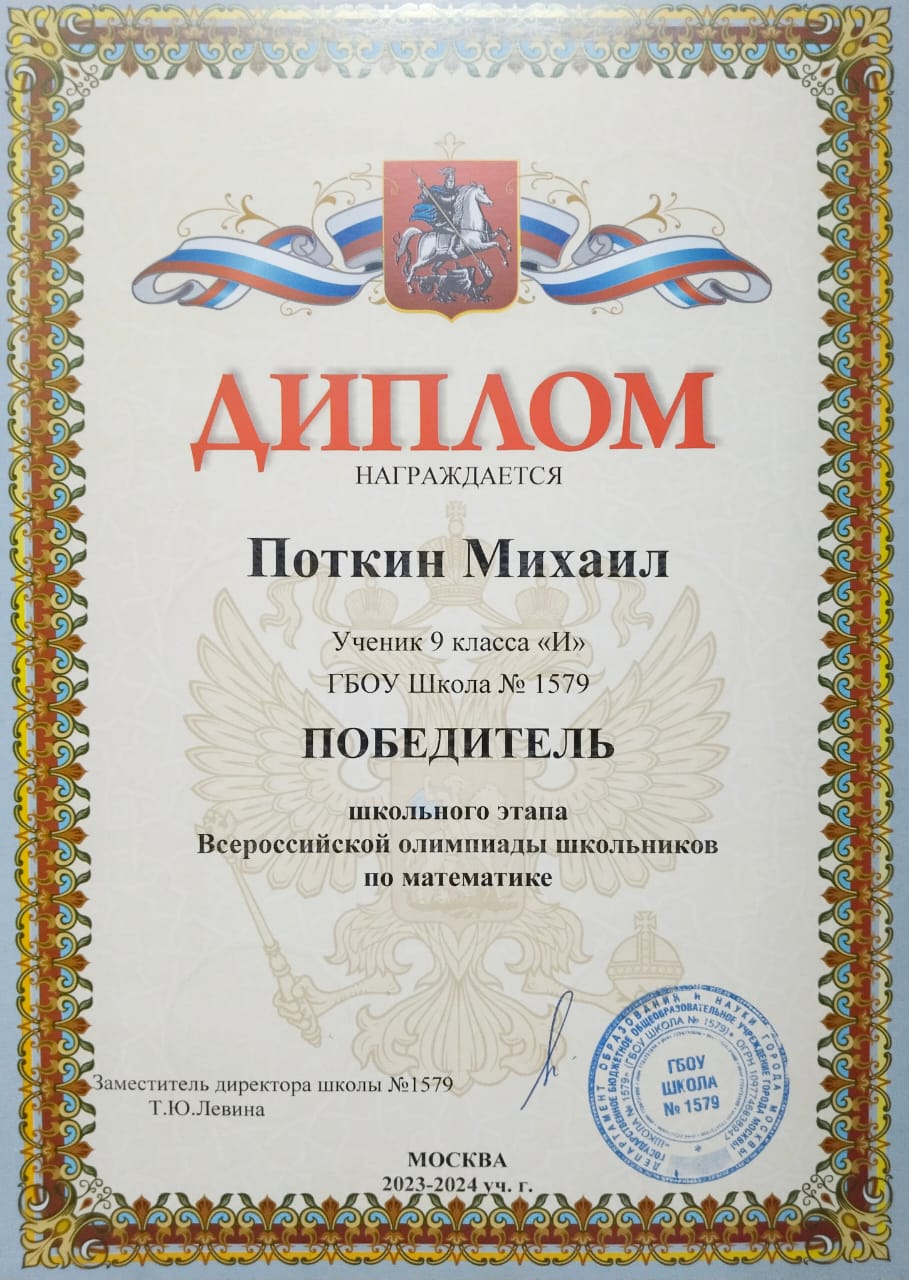 ДИПЛОМ
НАГРАЖДАЕТСЯ
Поткин Михаил
Ученик 9 класса «И»
ГБОУ Школа № 1579
ПОБЕДИТЕЛЬ
школьного этапа
Всероссийской олимпиады школьников
по математике
Заместитель директора школы №1579
Т.Ю.Левина
ДЕПАРТАМЕНТ ОБРАЗОВАНИЯ И НАУКИ ГОРОДА МОСКВЫ
ГОСУДАРСТВЕННОЕ БЮДЖЕТНОЕ ОБЩЕОБРАЗОВАТЕЛЬНОЕ УЧРЕЖДЕНИЕ ГОРОДА МОСКВЫ
«ШКОЛА № 1579» (ГБОУ ШКОЛА № 1579)* ОГРН
ГБОУ
ШКОЛА
№ 1579
МОСКВА
2023-2024 уч. г.